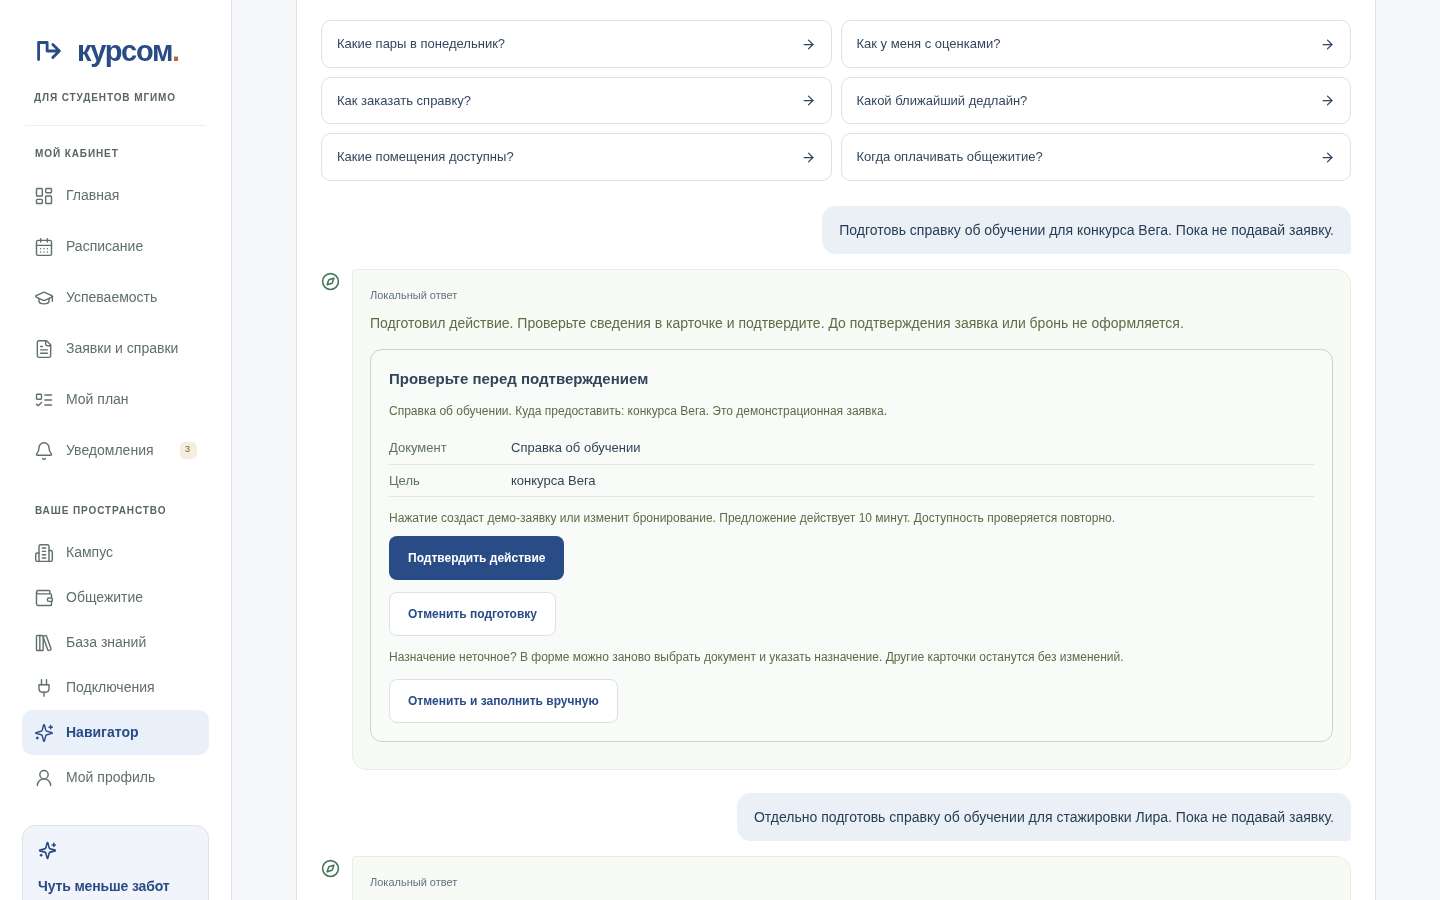 курсом.
ДЛЯ СТУДЕНТОВ МГИМО
МОЙ КАБИНЕТ
Главная
Расписание
Успеваемость
Заявки и справки
Мой план
Уведомления 3
ВАШЕ ПРОСТРАНСТВО
Кампус
Общежитие
База знаний
Подключения
Навигатор
Мой профиль
Чуть меньше забот
Какие пары в понедельник?
Как у меня с оценками?
Как заказать справку?
Какой ближайший дедлайн?
Какие помещения доступны?
Когда оплачивать общежитие?
Подготовь справку об обучении для конкурса Вега. Пока не подавай заявку.
Локальный ответ
Подготовил действие. Проверьте сведения в карточке и подтвердите. До подтверждения заявка или бронь не оформляется.
Проверьте перед подтверждением
Справка об обучении. Куда предоставить: конкурса Вега. Это демонстрационная заявка.
Документ Справка об обучении
Цель конкурса Вега
Нажатие создаст демо-заявку или изменит бронирование. Предложение действует 10 минут. Доступность проверяется повторно.
Подтвердить действие
Отменить подготовку
Назначение неточное? В форме можно заново выбрать документ и указать назначение. Другие карточки останутся без изменений.
Отменить и заполнить вручную
Отдельно подготовь справку об обучении для стажировки Лира. Пока не подавай заявку.
Локальный ответ